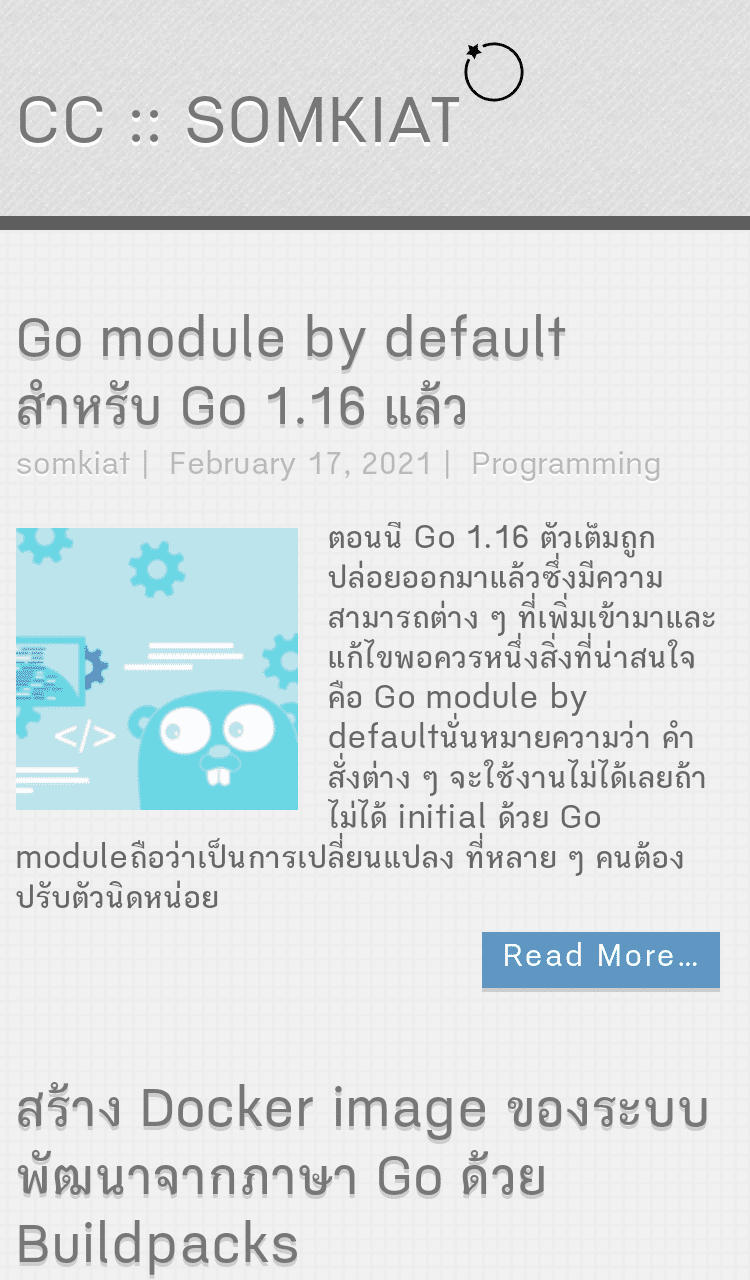 CC :: SOMKIAT
Go module by default
สำหรับ Go 1.16 แล้ว
somkiat | February 17, 2021 | Programming
ตอนนี้ Go 1.16 ตัวเต็มถูก
ปล่อยออกมาแล้วซึ่งมีความ
สามารถต่าง ๆ ที่เพิ่มเข้ามาและ
แก้ไขพอควรหนึ่งสิ่งที่น่าสนใจ
คือ Go module by
defaultนั่นหมายความว่า คำ
สั่งต่าง ๆ จะใช้งานไม่ได้เลยถ้า
ไม่ได้ initial ด้วย Go
moduleถือว่าเป็นการเปลี่ยนแปลง ที่หลาย ๆ คนต้อง
ปรับตัวนิดหน่อย
</>
Read More…
สร้าง Docker image ของระบบ
พัฒนาจากภาษา Go ด้วย
Buildpacks